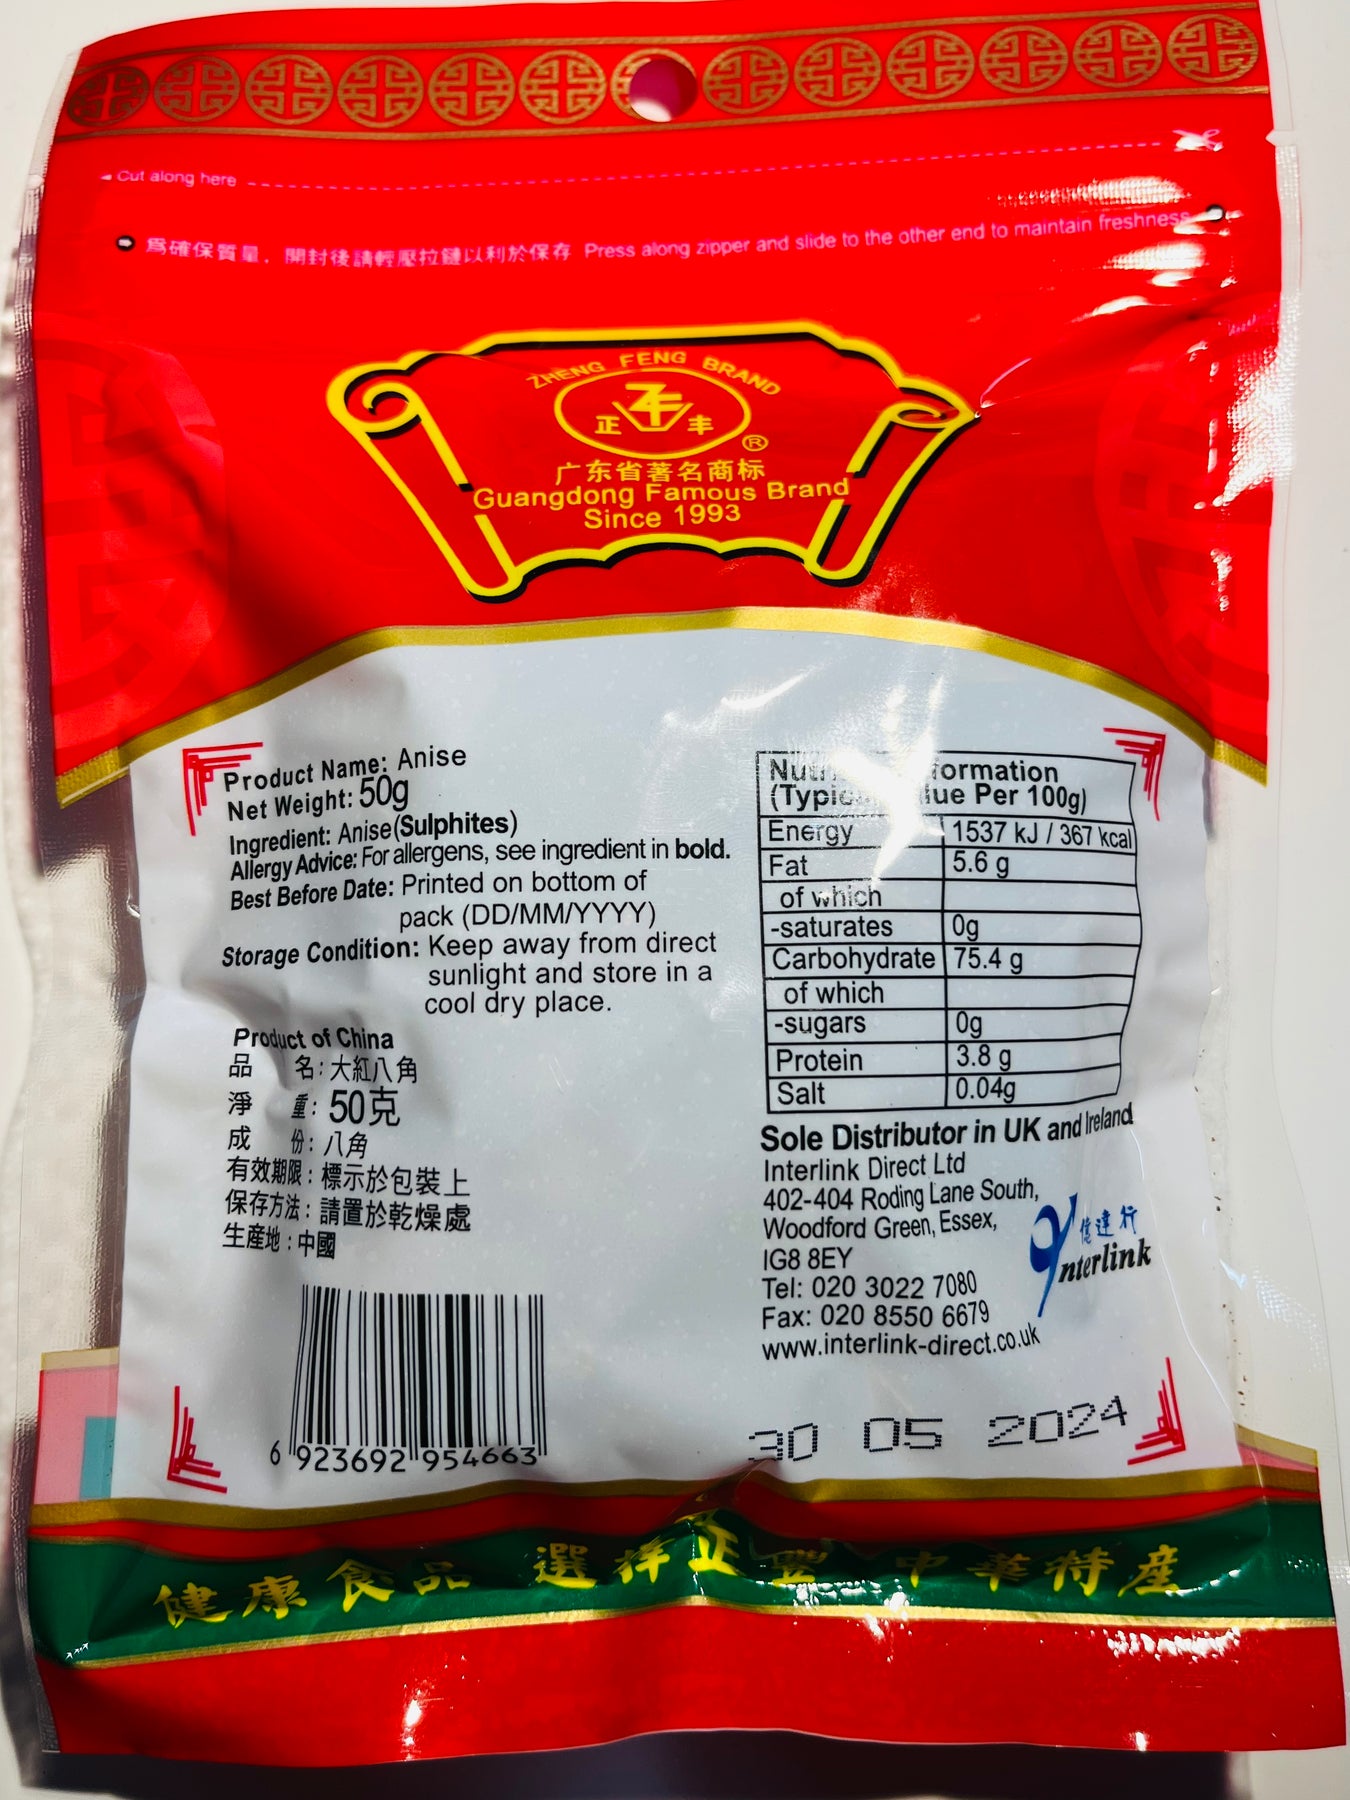 Cut along here
為確保質量，開封後請輕壓拉鏈以利於保存 Press along zipper and slide to the other end to maintain freshness
ZHENG FENG BRAND
正 丰
®
广东省著名商标
Guangdong Famous Brand
Since 1993
Product Name: Anise
Net Weight: 50g
Ingredient: Anise(Sulphites)
Allergy Advice: For allergens, see ingredient in bold.
Best Before Date: Printed on bottom of
pack (DD/MM/YYYY)
Storage Condition: Keep away from direct
sunlight and store in a
cool dry place.
Product of China
品 名: 大紅八角
淨 重: 50克
成 份: 八角
有效期限: 標示於包裝上
保存方法: 請置於乾燥處
生産地: 中國
6 923692 954663
(Per 100g)
Energy 1537 kJ / 367 kcal
Fat 5.6 g
of which
-saturates 0g
Carbohydrate 75.4 g
of which
-sugars 0g
Protein 3.8 g
Salt 0.04g
Sole Distributor in UK and Ireland
Interlink Direct Ltd
402-404 Roding Lane South,
Woodford Green, Essex,
IG8 8EY
Tel: 020 3022 7080
Fax: 020 8550 6679
www.interlink-direct.co.uk
億達行
Interlink
30 05 2024
健康食品 選擇正豐 中華特産